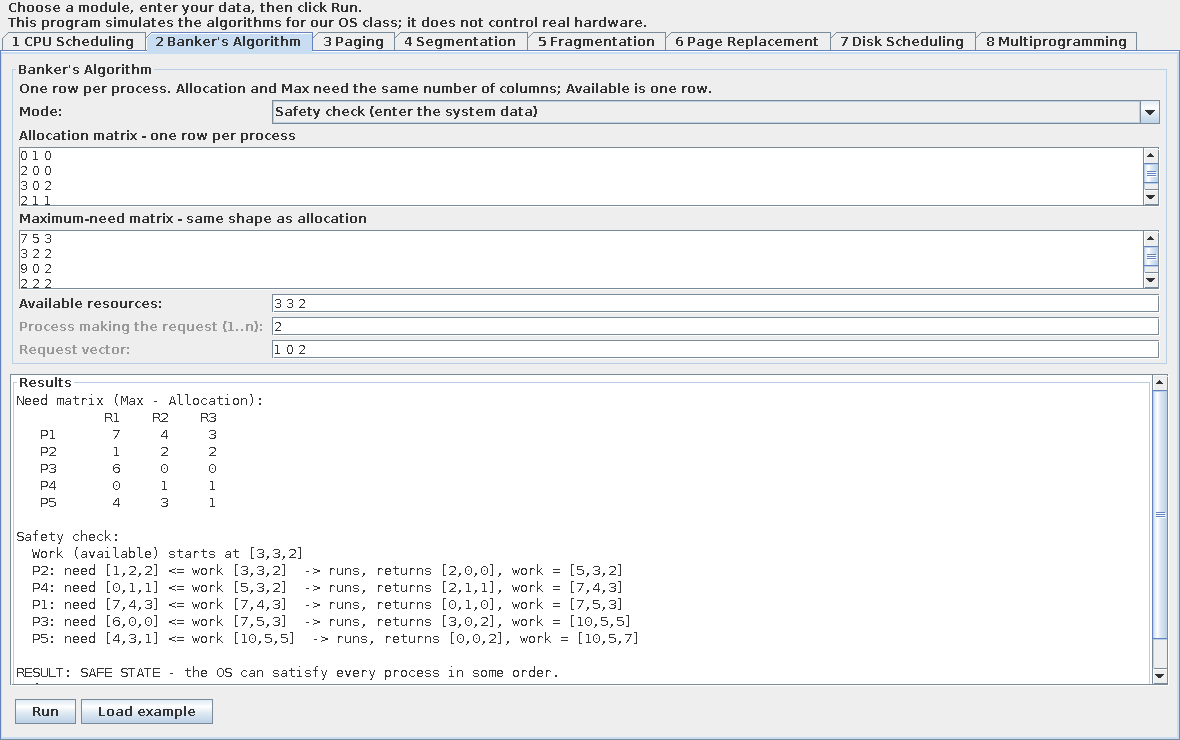 Choose a module, enter your data, then click Run.
This program simulates the algorithms for our OS class; it does not control real hardware.
1 CPU Scheduling 2 Banker's Algorithm 3 Paging 4 Segmentation 5 Fragmentation 6 Page Replacement 7 Disk Scheduling 8 Multiprogramming
Banker's Algorithm
One row per process. Allocation and Max need the same number of columns; Available is one row.
Mode: Safety check (enter the system data)
Allocation matrix - one row per process
0 1 0
2 0 0
3 0 2
2 1 1
Maximum-need matrix - same shape as allocation
7 5 3
3 2 2
9 0 2
2 2 2
Available resources: 3 3 2
Process making the request (1..n): 2
Request vector: 1 0 2
Results
Need matrix (Max - Allocation):
R1 R2 R3
P1 7 4 3
P2 1 2 2
P3 6 0 0
P4 0 1 1
P5 4 3 1
Safety check:
Work (available) starts at [3,3,2]
P2: need [1,2,2] <= work [3,3,2]  -> runs, returns [2,0,0], work = [5,3,2]
P4: need [0,1,1] <= work [5,3,2]  -> runs, returns [2,1,1], work = [7,4,3]
P1: need [7,4,3] <= work [7,4,3]  -> runs, returns [0,1,0], work = [7,5,3]
P3: need [6,0,0] <= work [7,5,3]  -> runs, returns [3,0,2], work = [10,5,5]
P5: need [4,3,1] <= work [10,5,5]  -> runs, returns [0,0,2], work = [10,5,7]
RESULT: SAFE STATE - the OS can satisfy every process in some order.
Run Load example